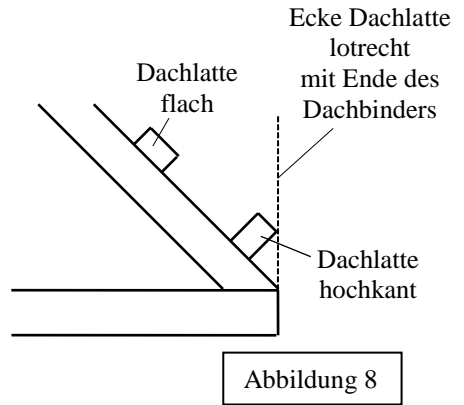 Ecke Dachlatte
lotrecht
mit Ende des
Dachbinders
Dachlatte
flach
Dachlatte
hochkant
Abbildung 8